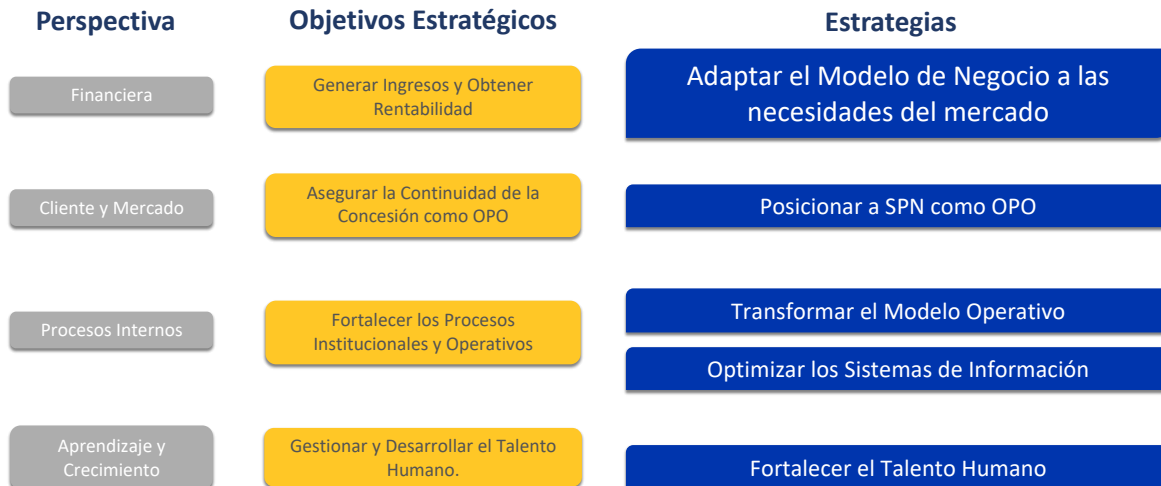 Perspectiva
Objetivos Estratégicos
Estrategias
Financiera
Generar Ingresos y Obtener
Rentabilidad
Adaptar el Modelo de Negocio a las
necesidades del mercado
Cliente y Mercado
Asegurar la Continuidad de la
Concesión como OPO
Posicionar a SPN como OPO
Procesos Internos
Fortalecer los Procesos
Institucionales y Operativos
Transformar el Modelo Operativo
Optimizar los Sistemas de Información
Aprendizaje y
Crecimiento
Gestionar y Desarrollar el Talento
Humano.
Fortalecer el Talento Humano